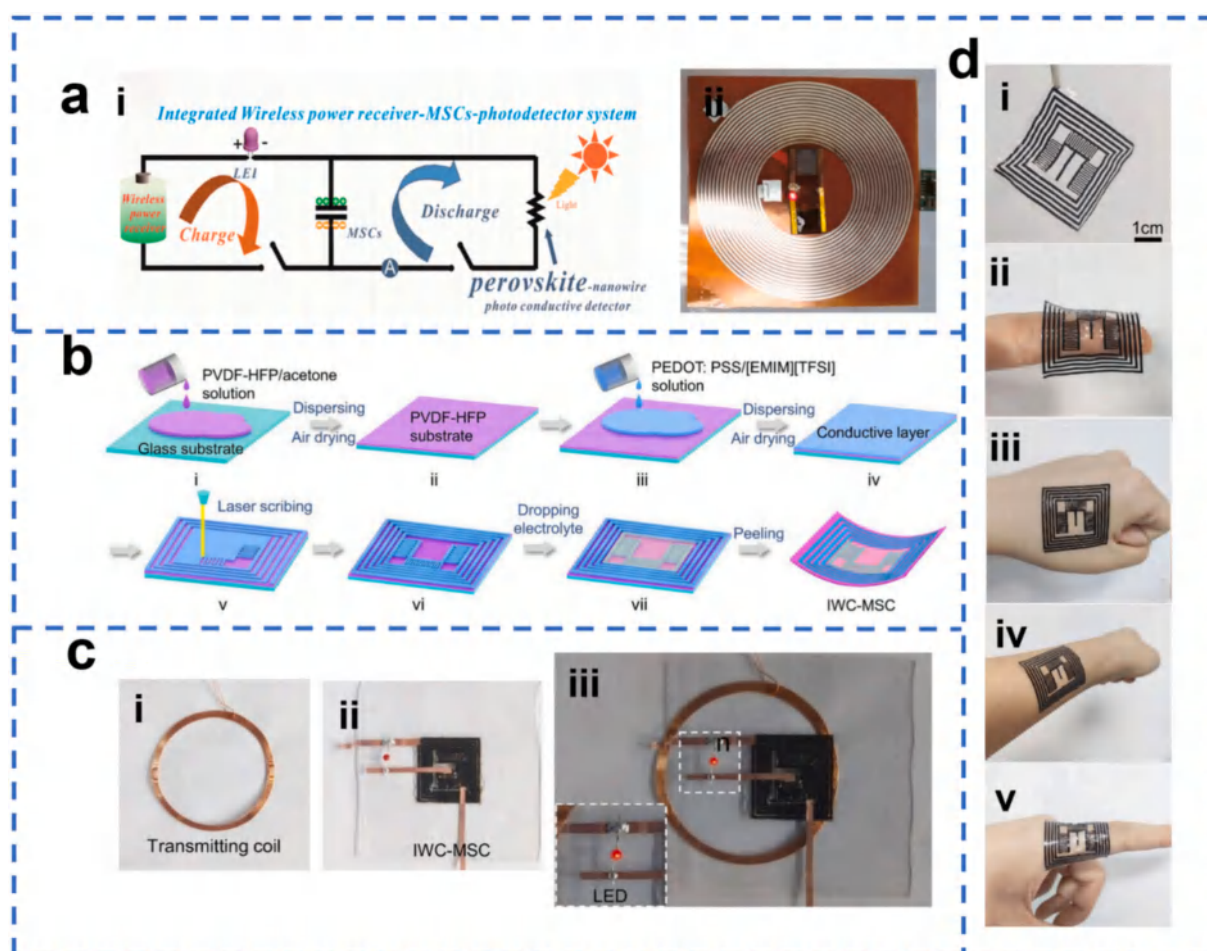 a
i
Integrated Wireless power receiver-MSCs-photodetector system
+
-
LEI
Wireless
power
Charge
MSCs
Discharge
Light
A
perovskite-nanowire
photo conductive detector
ii
b
PVDF-HFP/acetone
solution
Glass substrate
i
Dispersing
Air drying
PVDF-HFP
substrate
ii
PEDOT: PSS/[EMIM][TFSI]
solution
iii
Dispersing
Air drying
Conductive layer
iv
Laser scribing
v
vi
Dropping
electrolyte
vii
Peeling
IWC-MSC
c
i
Transmitting coil
ii
IWC-MSC
iii
n
LED
d
i
1cm
ii
iii
iv
v